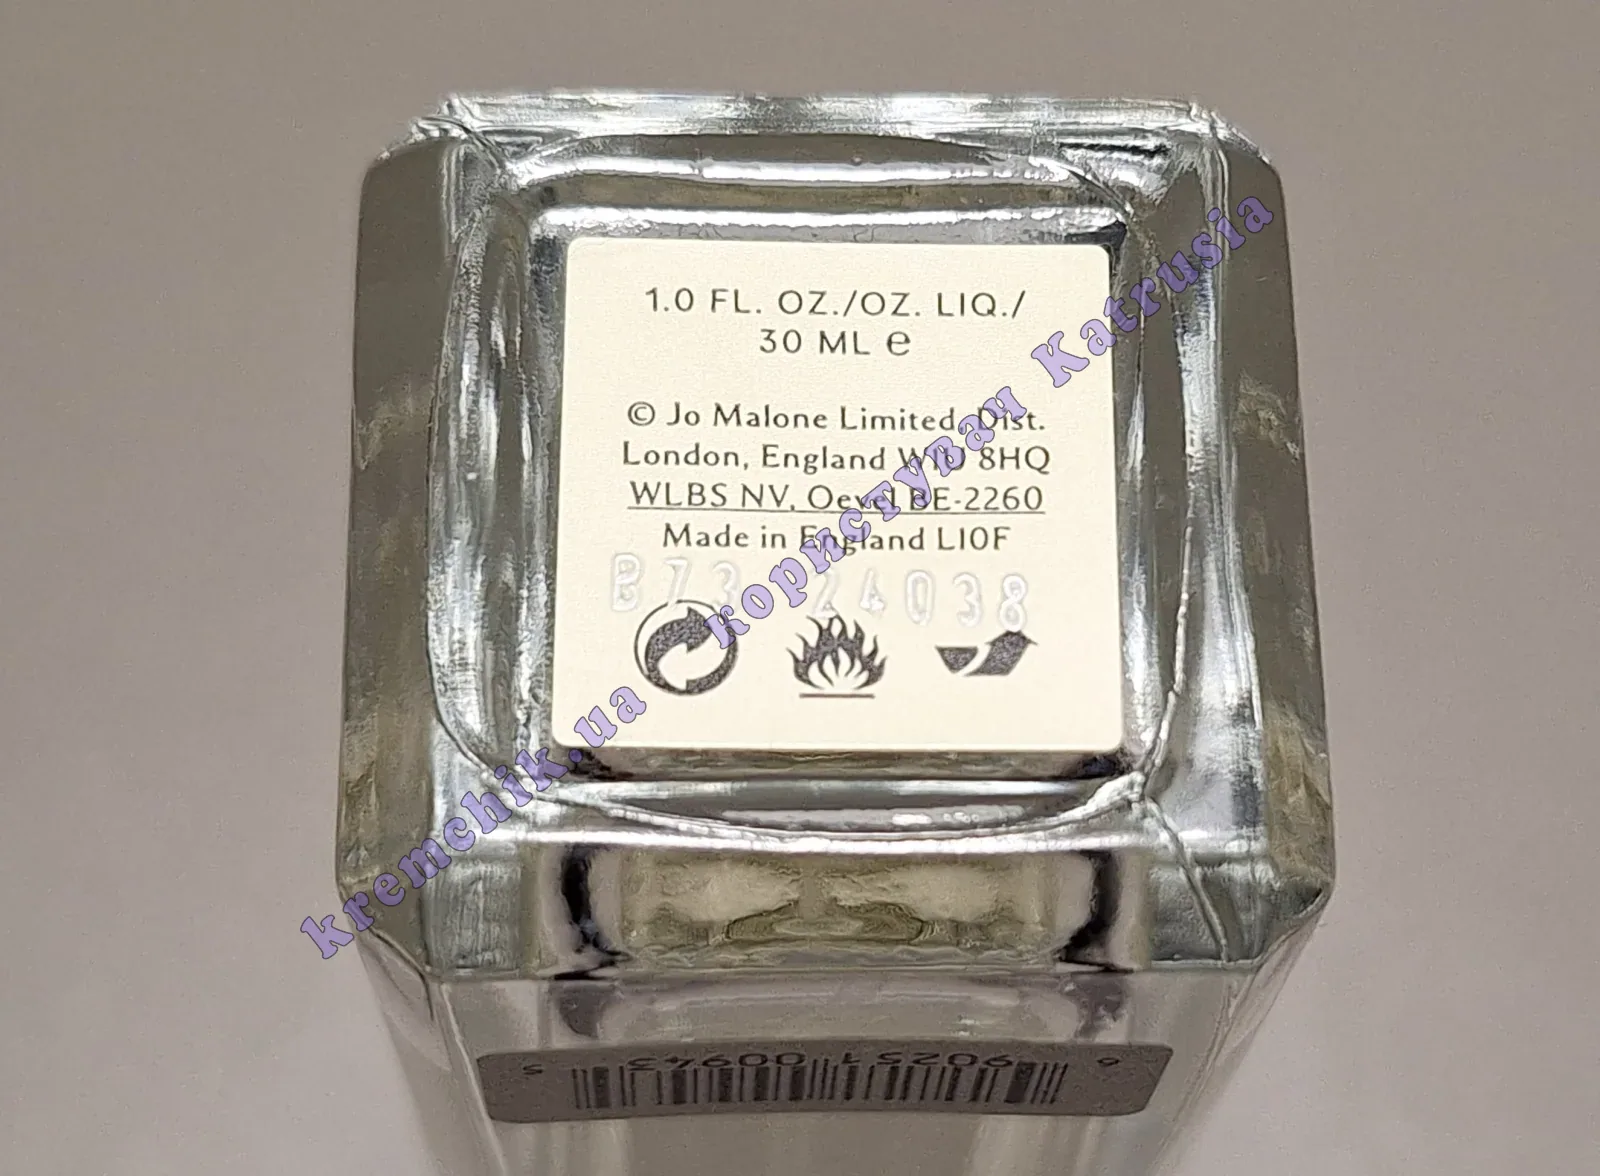 1.0 FL. OZ./OZ. LIQ./
30 ML e
© Jo Malone Limited, Dist.
London, England W1U 8HQ
WLBS NV, Oevel BE-2260
Made in England L10F
B73 24038
kremchik.ua користувач Katrusia